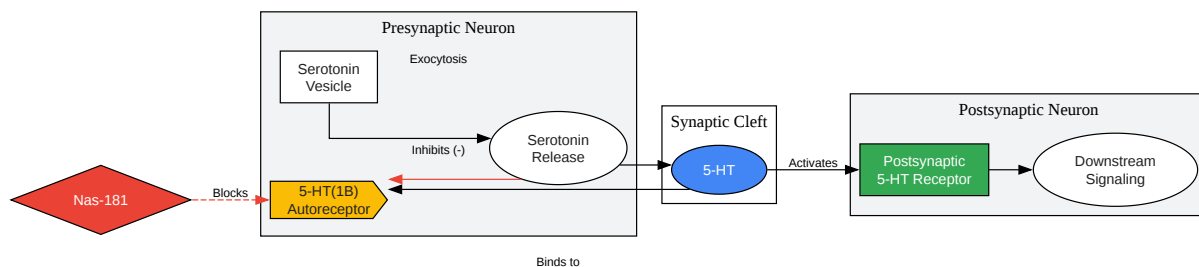 Presynaptic Neuron
Serotonin
Vesicle
Exocytosis
Inhibits (-)
Serotonin
Release
Synaptic Cleft
5-HT
Activates
Postsynaptic Neuron
Postsynaptic
5-HT Receptor
Downstream
Signaling
Nas-181
Blocks
5-HT(1B)
Autoreceptor
Binds to